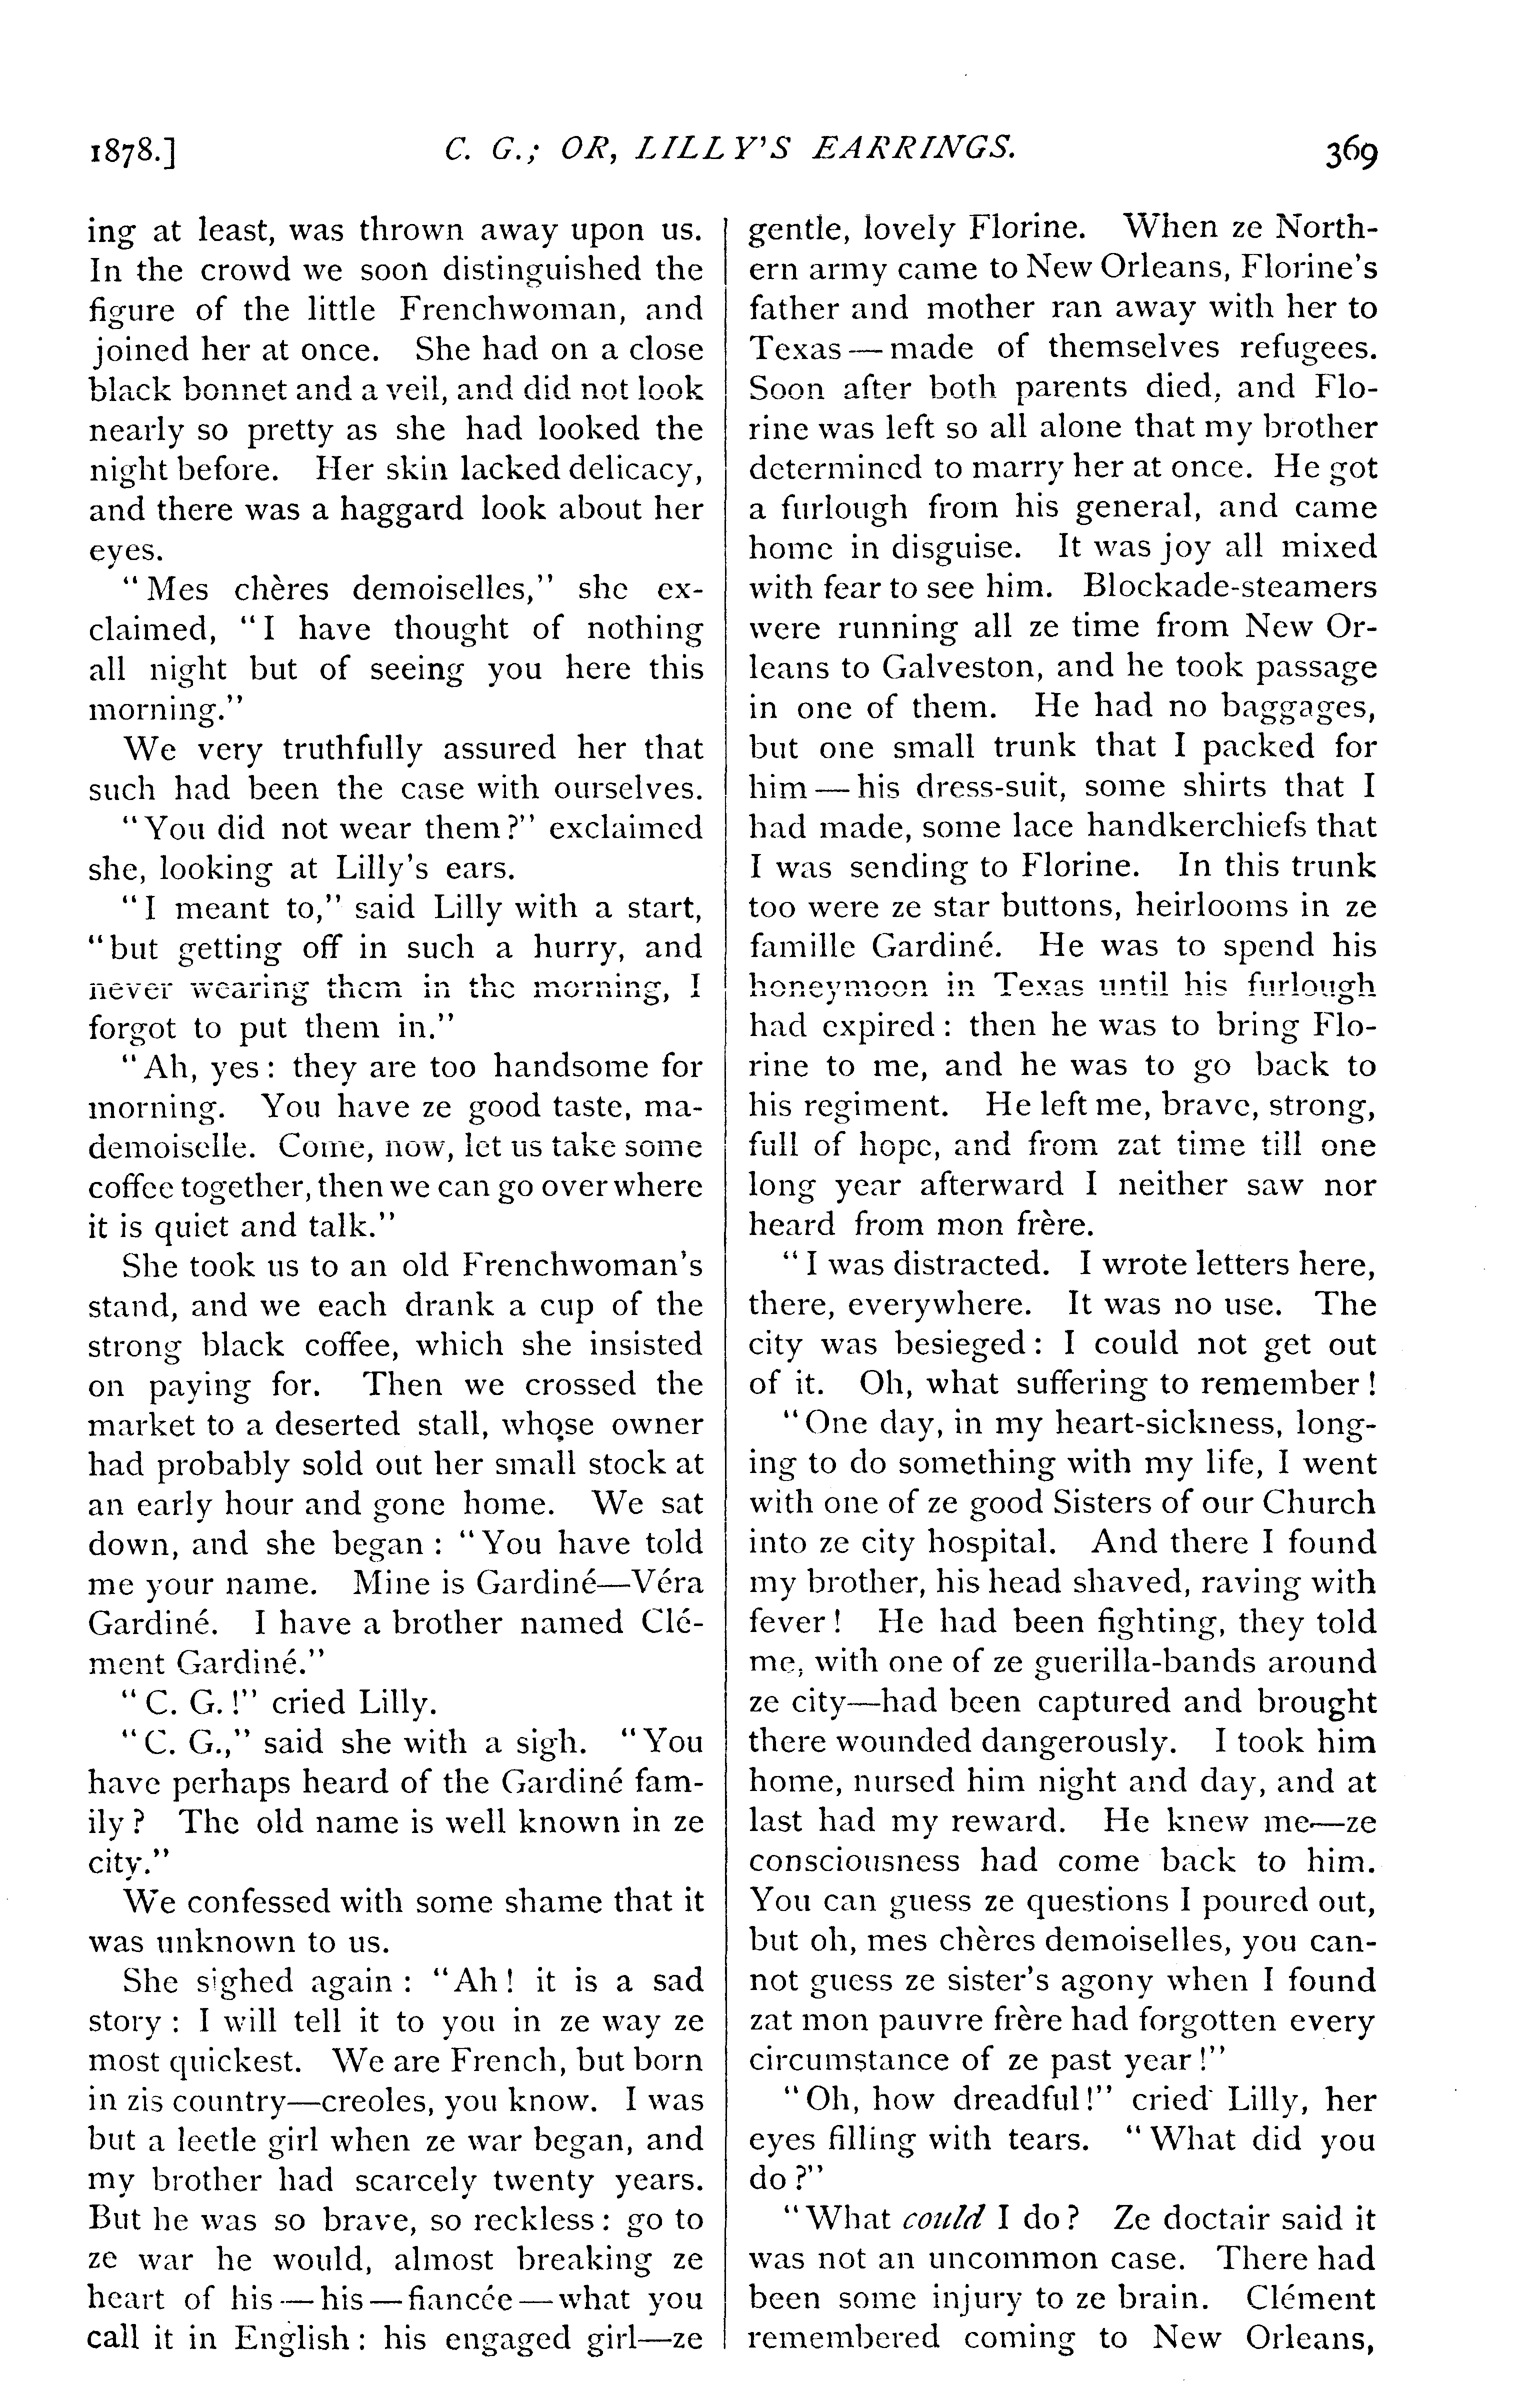 1878.] C. G.; OR, LILLY'S EARRINGS. 369
ing at least, was thrown away upon us.
In the crowd we soon distinguished the
figure of the little Frenchwoman, and
joined her at once. She had on a close
black bonnet and a veil, and did not look
nearly so pretty as she had looked the
night before. Her skin lacked delicacy,
and there was a haggard look about her
eyes.
"Mes chères demoiselles," she ex-
claimed, "I have thought of nothing
all night but of seeing you here this
morning."
We very truthfully assured her that
such had been the case with ourselves.
"You did not wear them?" exclaimed
she, looking at Lilly's ears.
"I meant to," said Lilly with a start,
"but getting off in such a hurry, and
never wearing them in the morning, I
forgot to put them in."
"Ah, yes: they are too handsome for
morning. You have ze good taste, ma-
demoiselle. Come, now, let us take some
coffee together, then we can go over where
it is quiet and talk."
She took us to an old Frenchwoman's
stand, and we each drank a cup of the
strong black coffee, which she insisted
on paying for. Then we crossed the
market to a deserted stall, whose owner
had probably sold out her small stock at
an early hour and gone home. We sat
down, and she began: "You have told
me your name. Mine is Gardiné—Véra
Gardiné. I have a brother named Clé-
ment Gardiné."
"C. G.!" cried Lilly.
"C. G.," said she with a sigh. "You
have perhaps heard of the Gardiné fam-
ily? The old name is well known in ze
city."
We confessed with some shame that it
was unknown to us.
She sighed again: "Ah! it is a sad
story: I will tell it to you in ze way ze
most quickest. We are French, but born
in zis country—creoles, you know. I was
but a leetle girl when ze war began, and
my brother had scarcely twenty years.
But he was so brave, so reckless: go to
ze war he would, almost breaking ze
heart of his—his—fiancée—what you
call it in English: his engaged girl—ze
gentle, lovely Florine. When ze North-
ern army came to New Orleans, Florine's
father and mother ran away with her to
Texas—made of themselves refugees.
Soon after both parents died, and Flo-
rine was left so all alone that my brother
determined to marry her at once. He got
a furlough from his general, and came
home in disguise. It was joy all mixed
with fear to see him. Blockade-steamers
were running all ze time from New Or-
leans to Galveston, and he took passage
in one of them. He had no baggages,
but one small trunk that I packed for
him—his dress-suit, some shirts that I
had made, some lace handkerchiefs that
I was sending to Florine. In this trunk
too were ze star buttons, heirlooms in ze
famille Gardiné. He was to spend his
honeymoon in Texas until his furlough
had expired: then he was to bring Flo-
rine to me, and he was to go back to
his regiment. He left me, brave, strong,
full of hope, and from zat time till one
long year afterward I neither saw nor
heard from mon frère.
"I was distracted. I wrote letters here,
there, everywhere. It was no use. The
city was besieged: I could not get out
of it. Oh, what suffering to remember!
"One day, in my heart-sickness, long-
ing to do something with my life, I went
with one of ze good Sisters of our Church
into ze city hospital. And there I found
my brother, his head shaved, raving with
fever! He had been fighting, they told
me, with one of ze guerilla-bands around
ze city—had been captured and brought
there wounded dangerously. I took him
home, nursed him night and day, and at
last had my reward. He knew me—ze
consciousness had come back to him.
You can guess ze questions I poured out,
but oh, mes chères demoiselles, you can-
not guess ze sister's agony when I found
zat mon pauvre frère had forgotten every
circumstance of ze past year!"
"Oh, how dreadful!" cried Lilly, her
eyes filling with tears. "What did you
do?"
"What could I do? Ze doctair said it
was not an uncommon case. There had
been some injury to ze brain. Clément
remembered coming to New Orleans,